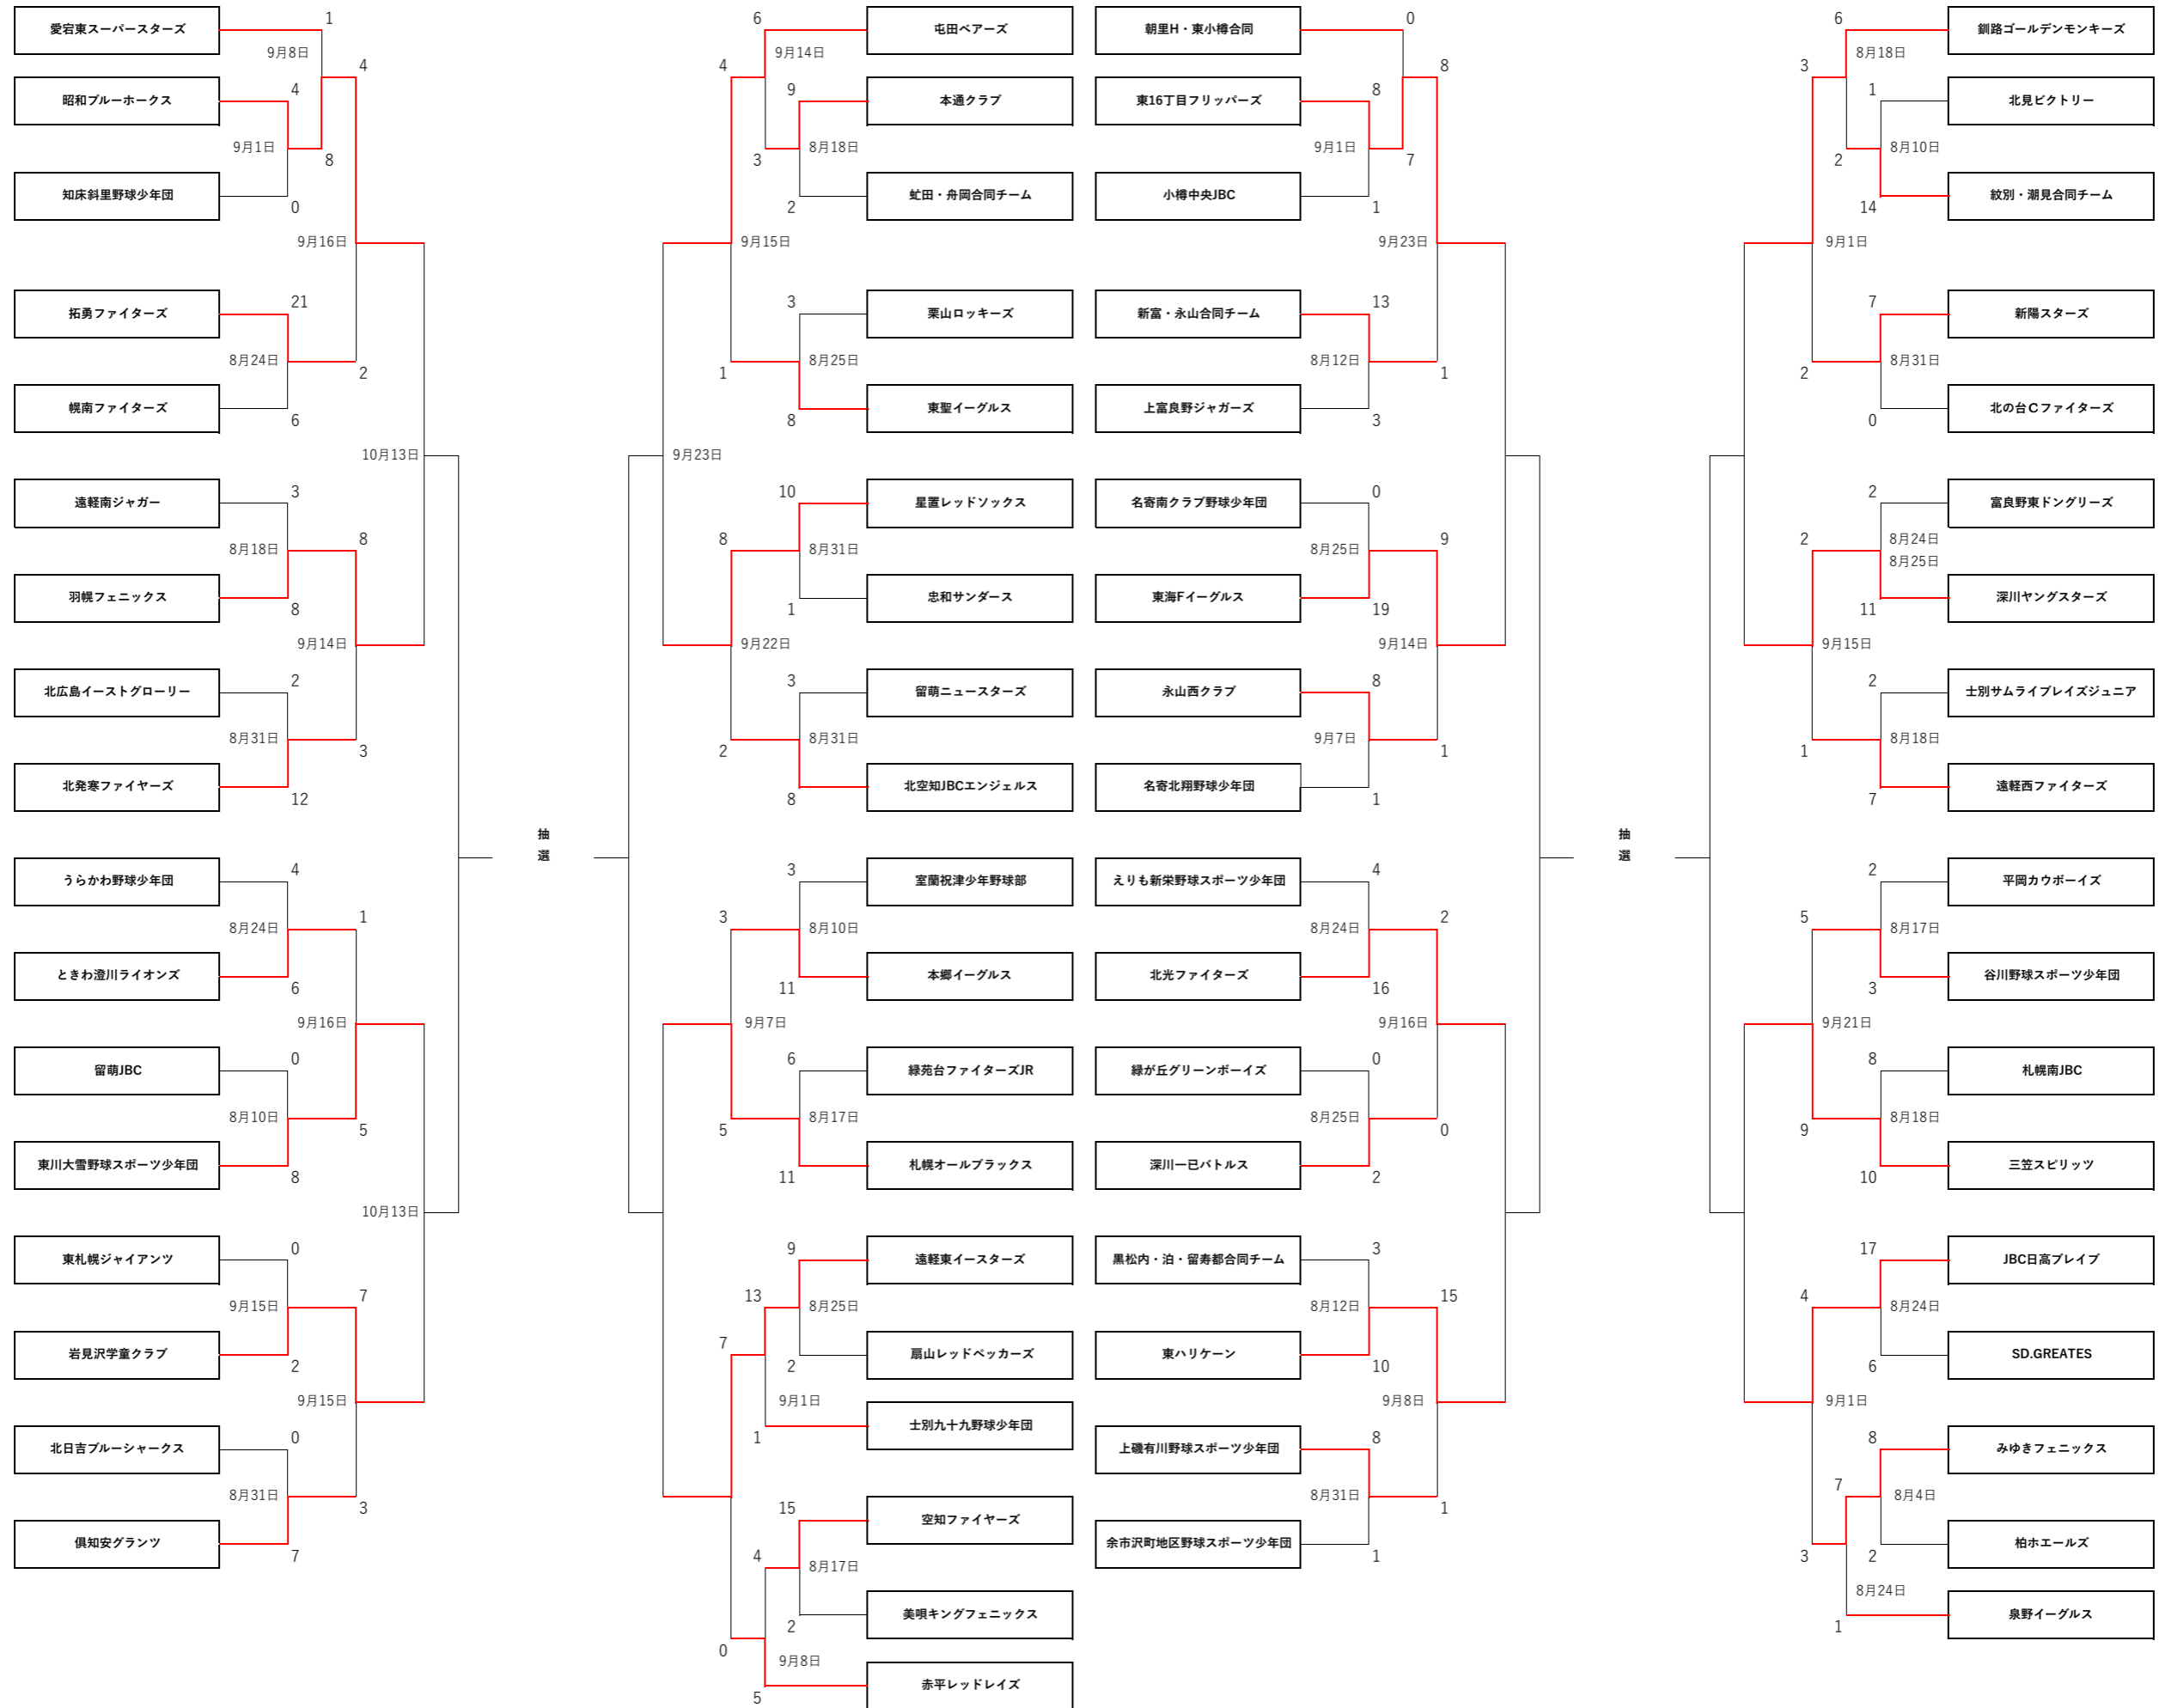 愛宕東スーパースターズ
1
9月8日
4
昭和ブルーホークス
4
9月1日
8
知床斜里野球少年団
0
9月16日
拓勇ファイターズ
21
8月24日
2
幌南ファイターズ
6
10月13日
遠軽南ジャガー
3
8月18日
8
羽幌フェニックス
8
9月14日
北広島イーストグローリー
2
8月31日
3
北発寒ファイヤーズ
12
うらかわ野球少年団
4
8月24日
1
ときわ澄川ライオンズ
6
9月16日
留萌JBC
0
8月10日
5
東川大雪野球スポーツ少年団
8
10月13日
東札幌ジャイアンツ
0
9月15日
7
岩見沢学童クラブ
2
9月15日
北日吉ブルーシャークス
0
8月31日
3
倶知安グランツ
7
抽
選
6
屯田ベアーズ
9月14日
4
9
本通クラブ
8月18日
3
虻田・舟岡合同チーム
2
9月15日
3
栗山ロッキーズ
8月25日
1
東聖イーグルス
8
9月23日
10
星置レッドソックス
8
8月31日
1
忠和サンダース
9月22日
3
留萌ニュースターズ
8月31日
2
北空知JBCエンジェルス
8
3
室蘭祝津少年野球部
3
8月10日
本郷イーグルス
11
9月7日
6
緑苑台ファイターズJR
8月17日
5
札幌オールブラックス
11
9
遠軽東イースターズ
13
8月25日
7
扇山レッドペッカーズ
2
9月1日
士別九十九野球少年団
1
15
空知ファイヤーズ
4
8月17日
美唄キングフェニックス
2
0
9月8日
赤平レッドレイズ
5
朝里H・東小樽合同
0
8
東16丁目フリッパーズ
8
9月1日
7
小樽中央JBC
1
9月23日
新富・永山合同チーム
13
8月12日
1
上富良野ジャガーズ
3
名寄南クラブ野球少年団
0
8月25日
9
東海Fイーグルス
19
9月14日
永山西クラブ
8
9月7日
1
名寄北翔野球少年団
1
えりも新栄野球スポーツ少年団
4
8月24日
2
北光ファイターズ
16
9月16日
緑が丘グリーンボーイズ
0
8月25日
0
深川一已バトルス
2
黒松内・泊・留寿都合同チーム
3
8月12日
15
東ハリケーン
10
9月8日
上磯有川野球スポーツ少年団
8
8月31日
1
余市沢町地区野球スポーツ少年団
1
抽
選
6
釧路ゴールデンモンキーズ
8月18日
3
1
北見ビクトリー
8月10日
2
紋別・潮見合同チーム
14
9月1日
7
新陽スターズ
8月31日
2
北の台Cファイターズ
0
2
富良野東ドングリーズ
2
8月24日
8月25日
深川ヤングスターズ
11
9月15日
2
士別サムライブレイズジュニア
8月18日
1
遠軽西ファイターズ
7
2
平岡カウボーイズ
5
8月17日
谷川野球スポーツ少年団
3
9月21日
8
札幌南JBC
8月18日
9
三笠スピリッツ
10
17
JBC日高ブレイブ
4
8月24日
SD.GREATES
6
9月1日
8
みゆきフェニックス
7
8月4日
柏ホエールズ
3
2
8月24日
泉野イーグルス
1